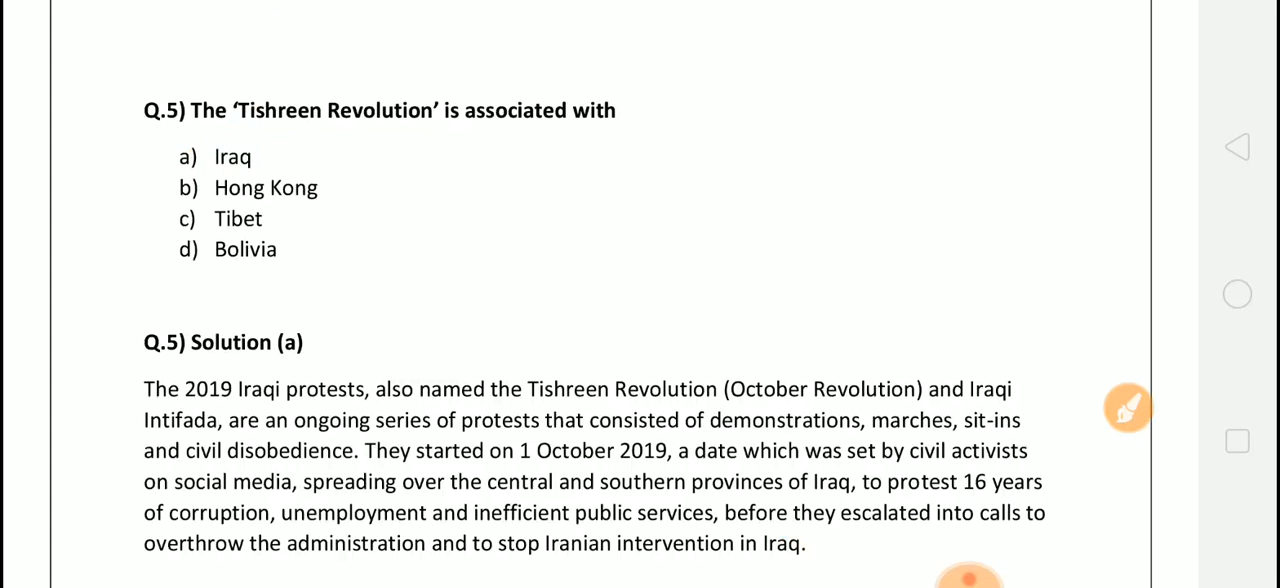 Q.5) The ‘Tishreen Revolution’ is associated with
a) Iraq
b) Hong Kong
c) Tibet
d) Bolivia
Q.5) Solution (a)
The 2019 Iraqi protests, also named the Tishreen Revolution (October Revolution) and Iraqi
Intifada, are an ongoing series of protests that consisted of demonstrations, marches, sit-ins
and civil disobedience. They started on 1 October 2019, a date which was set by civil activists
on social media, spreading over the central and southern provinces of Iraq, to protest 16 years
of corruption, unemployment and inefficient public services, before they escalated into calls to
overthrow the administration and to stop Iranian intervention in Iraq.